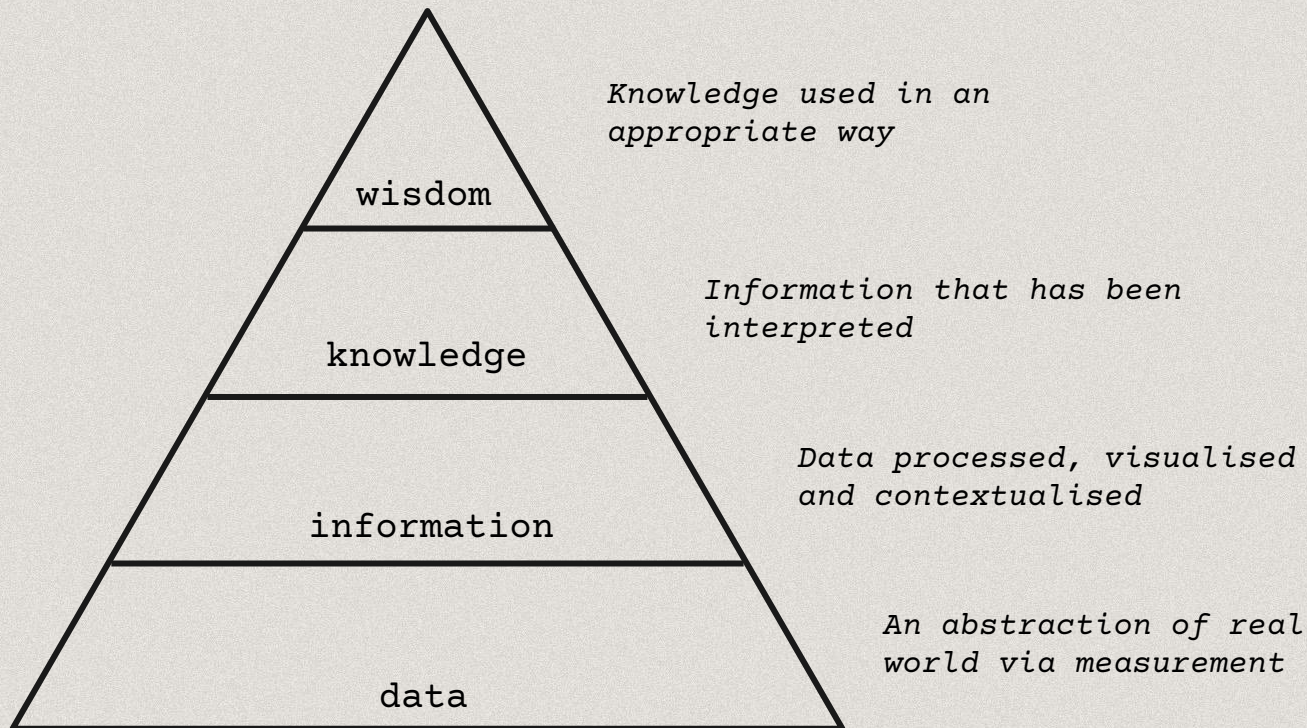 Knowledge used in an
appropriate way
wisdom
Information that has been
interpreted
knowledge
Data processed, visualised
and contextualised
information
An abstraction of real
world via measurement
data